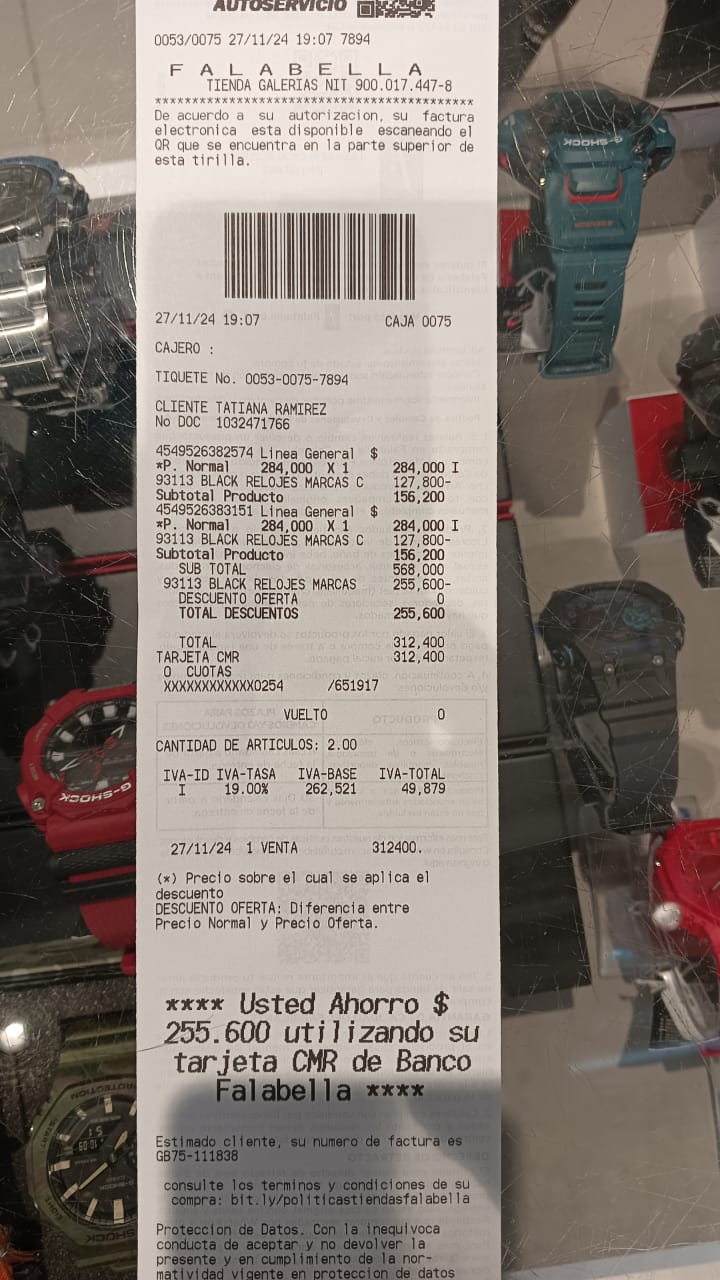 AUTOSERVICIO
0053/0075 27/11/24 19:07 7894
F A L A B E L L A
TIENDA GALERIAS NIT 900.017.447-8
********************************************
De acuerdo a su autorizacion, su factura
electronica esta disponible escaneando el
QR que se encuentra en la parte superior de
esta tirilla.
27/11/24 19:07 CAJA 0075
CAJERO :
TIQUETE No. 0053-0075-7894
CLIENTE TATIANA RAMIREZ
No DOC 1032471766
4549526382574 Linea General $
*P. Normal 284,000 X 1 284,000 I
93113 BLACK RELOJES MARCAS C 127,800-
Subtotal Producto 156,200
4549526383151 Linea General $
*P. Normal 284,000 X 1 284,000 I
93113 BLACK RELOJES MARCAS C 127,800-
Subtotal Producto 156,200
SUB TOTAL 568,000
93113 BLACK RELOJES MARCAS 255,600-
DESCUENTO OFERTA 0
TOTAL DESCUENTOS 255,600
TOTAL 312,400
TARJETA CMR 312,400
0 CUOTAS
XXXXXXXXXXXX0254 /651917
VUELTO 0
CANTIDAD DE ARTICULOS: 2.00
IVA-ID IVA-TASA IVA-BASE IVA-TOTAL
I 19.00% 262,521 49,879
27/11/24 1 VENTA 312400.
(*) Precio sobre el cual se aplica el
descuento
DESCUENTO OFERTA: Diferencia entre
Precio Normal y Precio Oferta.
**** Usted Ahorro $
255.600 utilizando su
tarjeta CMR de Banco
Falabella ****
Estimado cliente, su numero de factura es
GB75-111838
consulte los terminos y condiciones de su
compra: bit.ly/politicastiendasfalabella
Proteccion de Datos. Con la inequivoca
conducta de aceptar y no devolver la
presente y en cumplimiento de la nor-
matividad vigente en proteccion de datos
G-SHOCK
G-SHOCK
PROTECTION